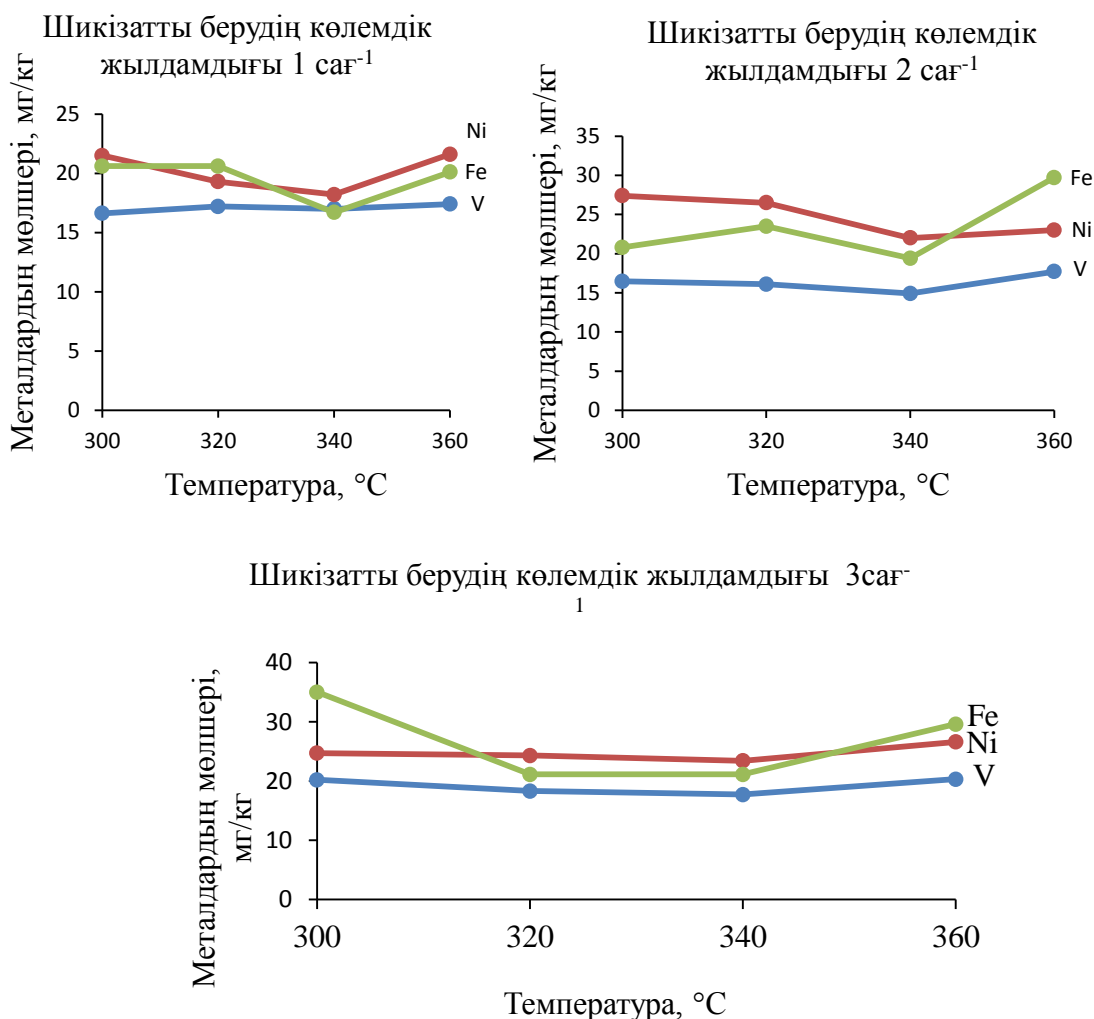 Шикізатты берудің көлемдік
жылдамдығы 1 сағ⁻¹
Металдардың мөлшері, мг/кг
25
20
15
10
5
0
Ni
Fe
V
300 320 340 360
Температура, °С
Шикізатты берудің көлемдік
жылдамдығы 2 сағ⁻¹
Металдардың мөлшері, мг/кг
35
30
25
20
15
10
5
0
Fe
Ni
V
300 320 340 360
Температура, °С
Шикізатты берудің көлемдік жылдамдығы 3сағ⁻
¹
Металдардың мөлшері,
мг/кг
40
30
20
10
0
Fe
Ni
V
300 320 340 360
Температура, °С